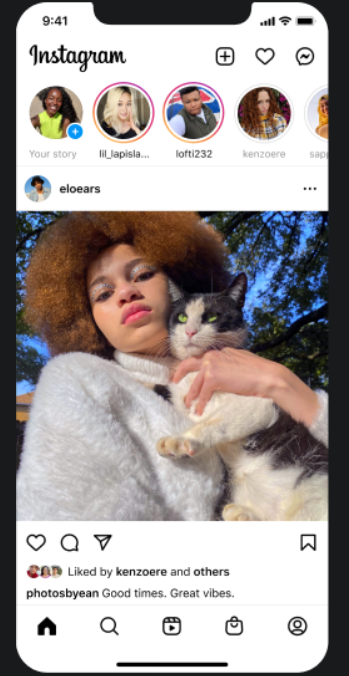 9:41
Instagram
Your story lil_lapisla... lofti232 kenzoere sapp
eloears
Liked by kenzoere and others
photosbyean Good times. Great vibes.